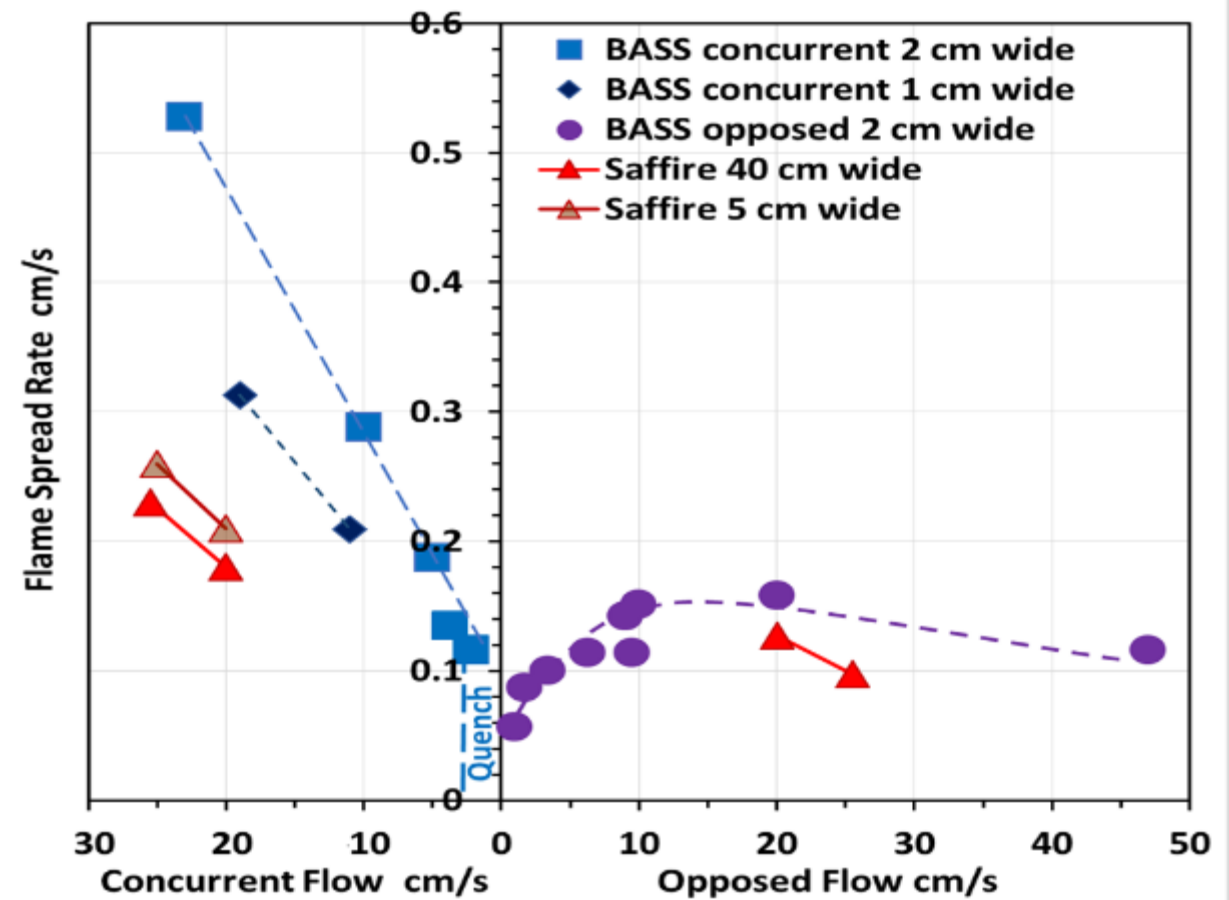 0.6
0.5
0.4
0.3
0.2
0.1
0
BASS concurrent 2 cm wide
BASS concurrent 1 cm wide
BASS opposed 2 cm wide
Saffire 40 cm wide
Saffire 5 cm wide
Flame Spread Rate cm/s
Quench
30 20 10 0 10 20 30 40 50
Concurrent Flow cm/s
Opposed Flow cm/s